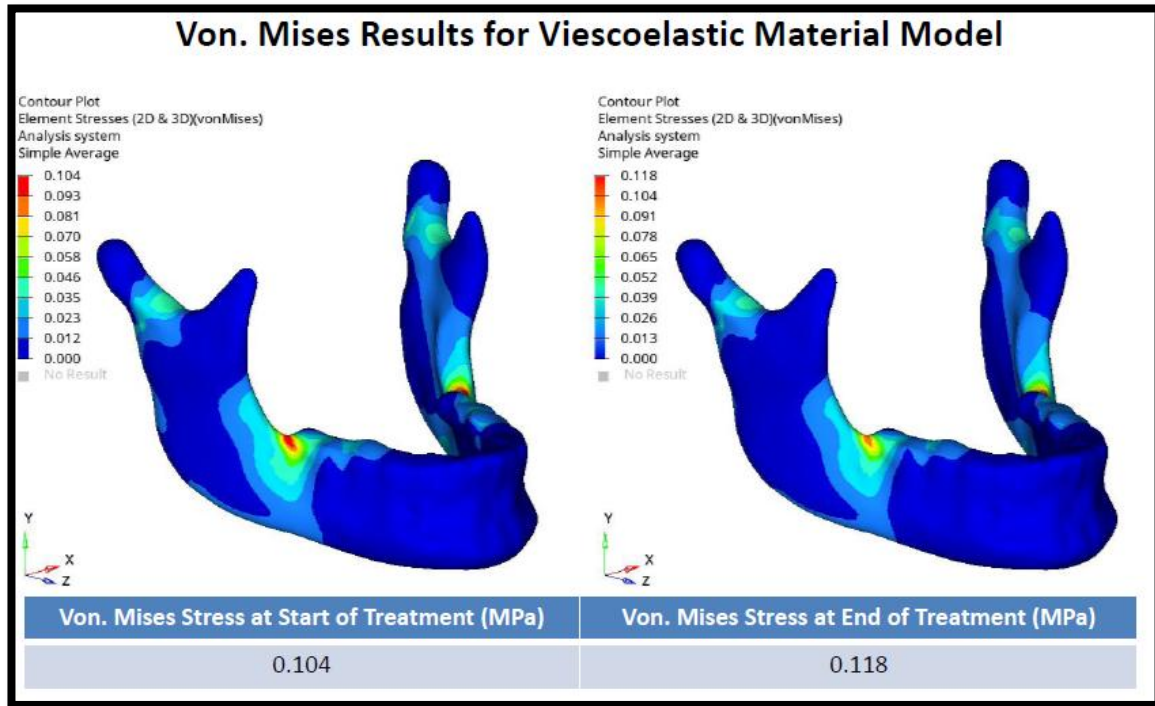 Von. Mises Results for Viescoelastic Material Model
Contour Plot
Element Stresses (2D & 3D)(vonMises)
Analysis system
Simple Average
0.104
0.093
0.081
0.070
0.058
0.046
0.035
0.023
0.012
0.000
No Result
Y
X
Z
Contour Plot
Element Stresses (2D & 3D)(vonMises)
Analysis system
Simple Average
0.118
0.104
0.091
0.078
0.065
0.052
0.039
0.026
0.013
0.000
No Result
Y
X
Z
Von. Mises Stress at Start of Treatment (MPa)
Von. Mises Stress at End of Treatment (MPa)
0.104
0.118